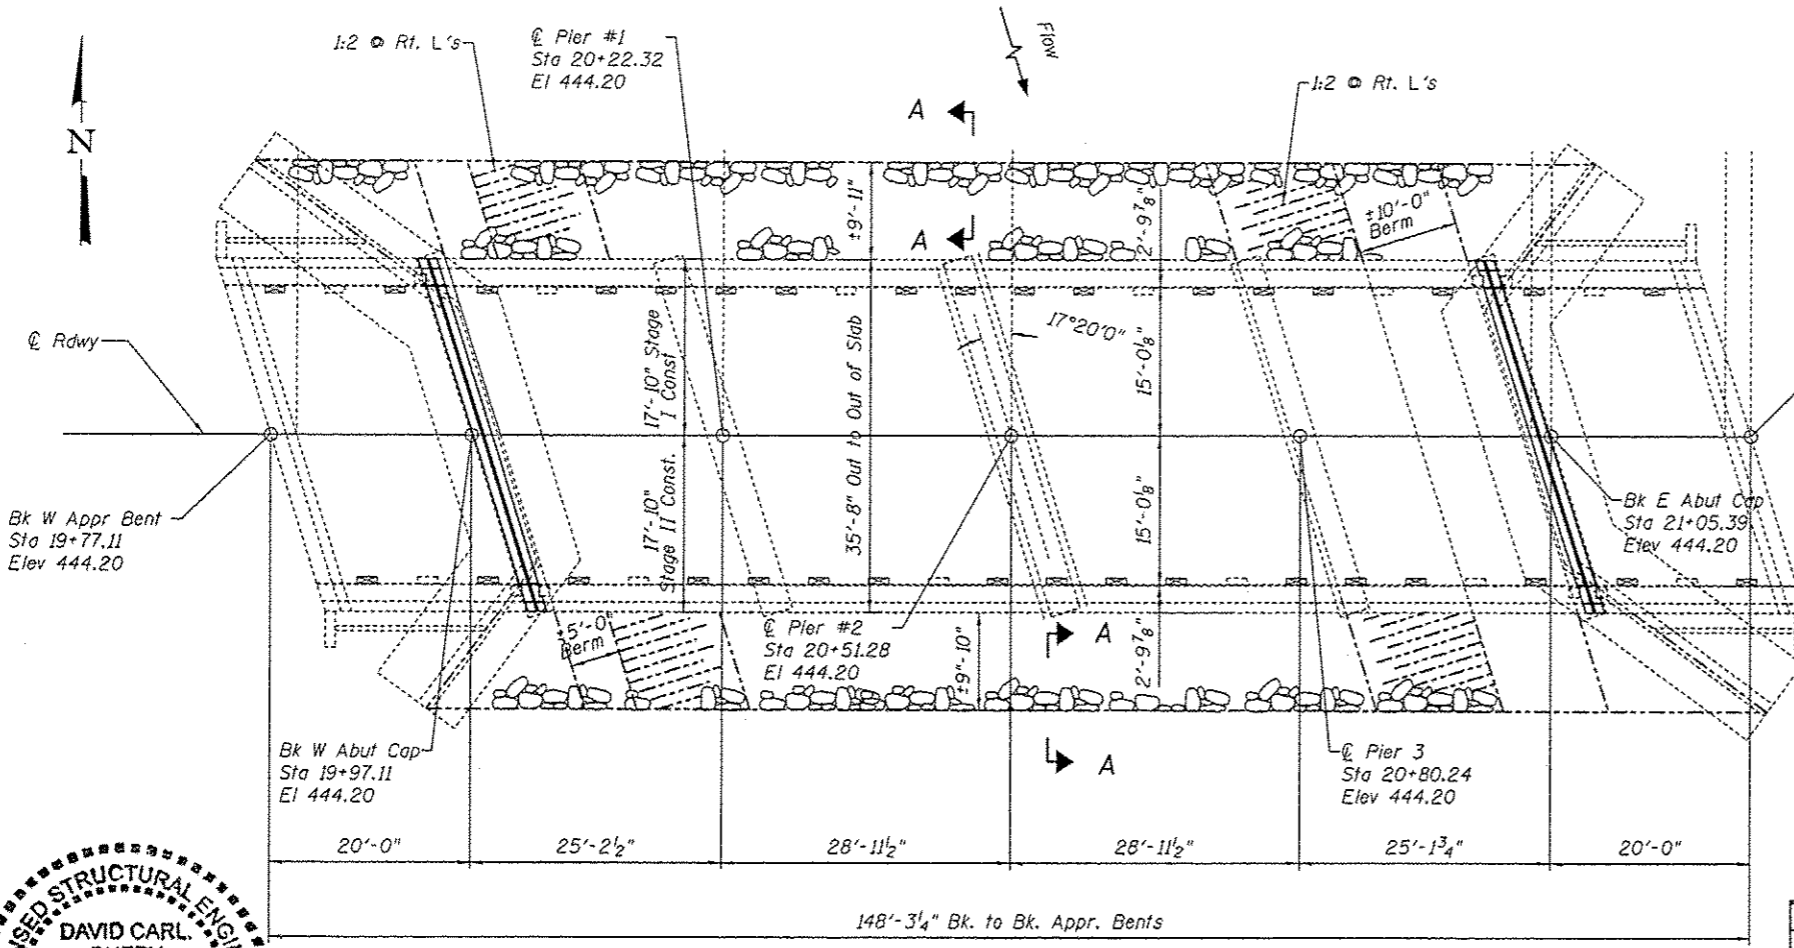 1:2 @ Rt. L's
℄ Pier #1
Sta 20+22.32
El 444.20
Flow
1:2 @ Rt. L's
A
N
A
±9'-11"
2'-9⅞"
±10'-0"
Berm
℄ Rdwy
17'-10" Stage
I Const
35'-8" Out to Out of Slab
17°20'0"
15'-0⅛"
17'-10"
Stage II Const.
15'-0⅛"
Bk W Appr Bent
Sta 19+77.11
Elev 444.20
Bk E Abut Cap
Sta 21+05.39
Elev 444.20
±5'-0
Berm
℄ Pier #2
Sta 20+51.28
El 444.20
±9'-10"
A
2'-9⅞"
Bk W Abut Cap
Sta 19+97.11
El 444.20
A
℄ Pier 3
Sta 20+80.24
Elev 444.20
20'-0"
25'-2½"
28'-11½"
28'-11½"
25'-1¾"
20'-0"
148'-3¼" Bk. to Bk. Appr. Bents
STRUCTURAL
DAVID CARL.